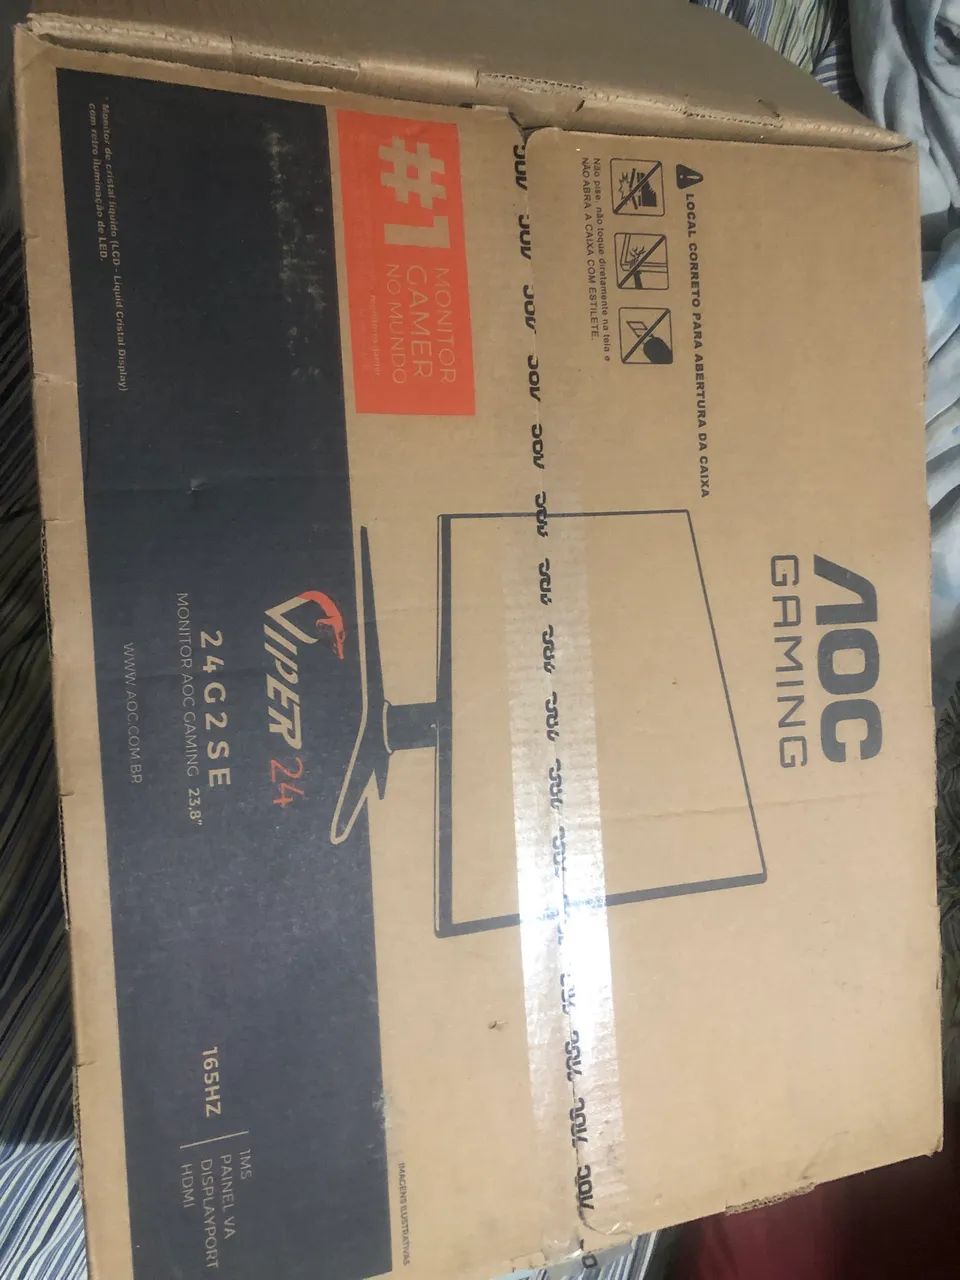 AOC
GAMING
LOCAL CORRETO PARA ABERTURA DA CAIXA
Não pise, não toque diretamente na tela e
NÃO ABRA A CAIXA COM ESTILETE.
#1
MONITOR
GAMER
NO MUNDO
monitores gamer
IMAGENS ILUSTRATIVAS
VIPER 24
24G2SE
MONITOR AOC GAMING 23,8"
WWW.AOC.COM.BR
165HZ
1MS
PAINEL VA
DISPLAYPORT
HDMI
* Monitor de cristal líquido (LCD - Liquid Cristal Display)
com retro iluminação de LED.